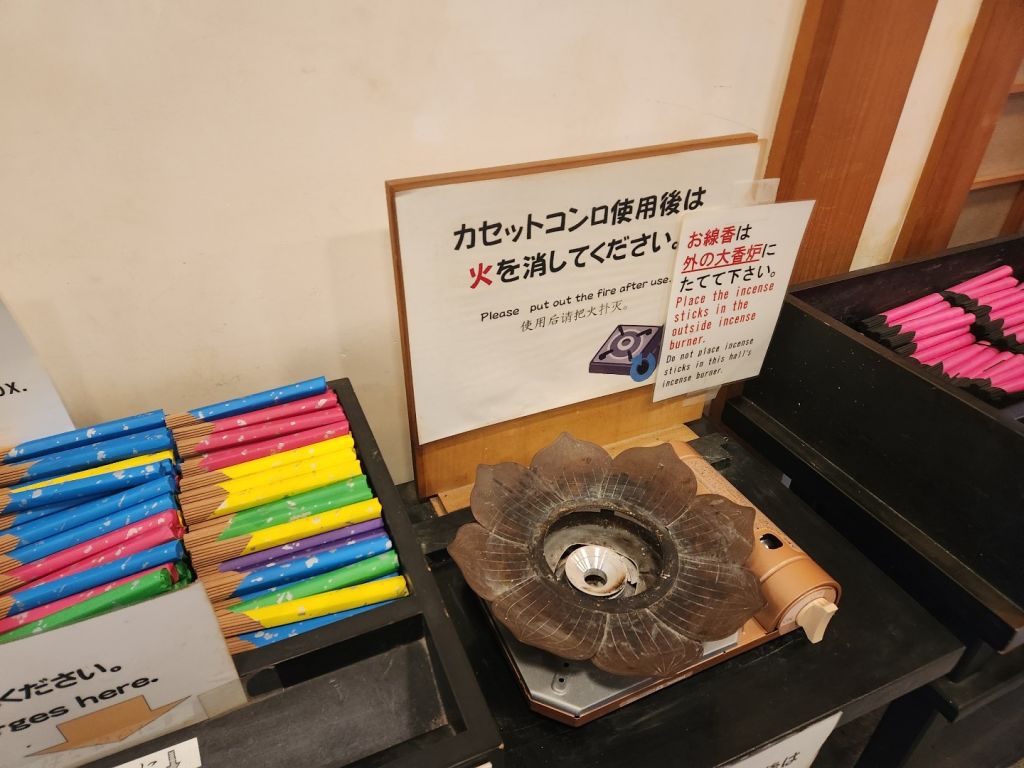 カセットコンロ使用後は
火を消してください。
Please put out the fire after use.
使用后请把火扑灭。
お線香は
外の大香炉に
たてて下さい。
Place the incense
sticks in the
outside incense
burner.
Do not place incense
sticks in this hall's
incense burner.
ox.
ください。
rges here.